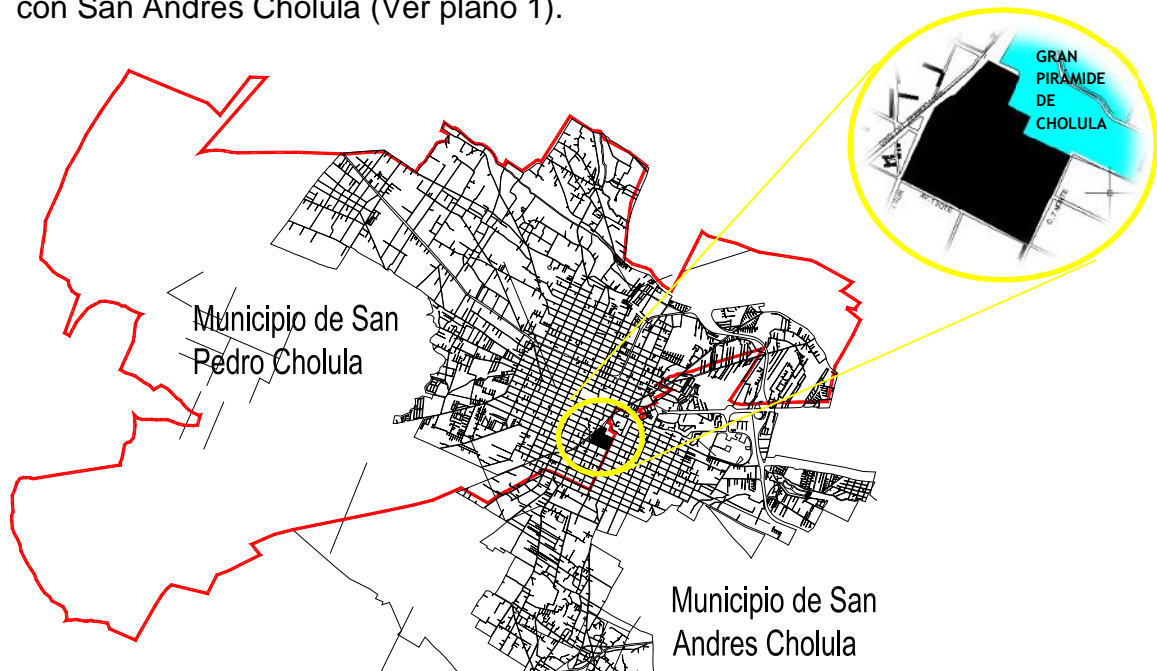 con San Andres Cholula (Ver plano 1).
GRAN
PIRÁMIDE
DE
CHOLULA
Municipio de San
Pedro Cholula
Municipio de San
Andres Cholula